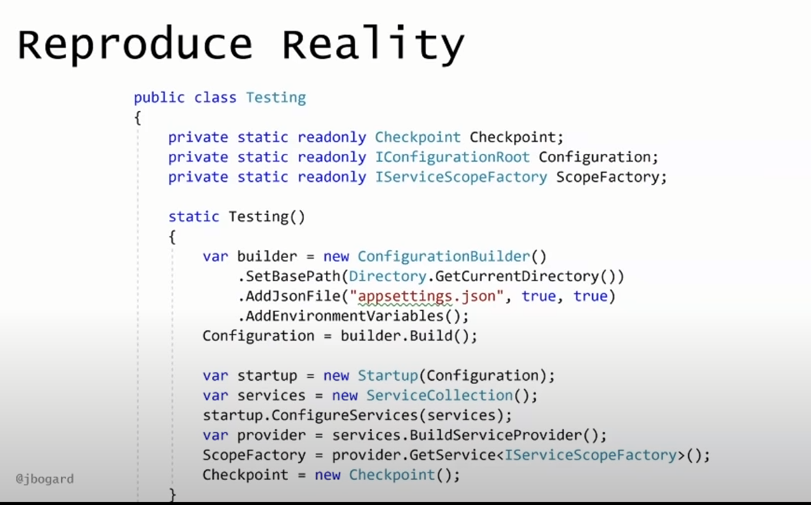 Reproduce Reality
public class Testing
{
private static readonly Checkpoint Checkpoint;
private static readonly IConfigurationRoot Configuration;
private static readonly IServiceScopeFactory ScopeFactory;
static Testing()
{
var builder = new ConfigurationBuilder()
.SetBasePath(Directory.GetCurrentDirectory())
.AddJsonFile("appsettings.json", true, true)
.AddEnvironmentVariables();
Configuration = builder.Build();
var startup = new Startup(Configuration);
var services = new ServiceCollection();
startup.ConfigureServices(services);
var provider = services.BuildServiceProvider();
ScopeFactory = provider.GetService<IServiceScopeFactory>();
Checkpoint = new Checkpoint();
}
@jbogard